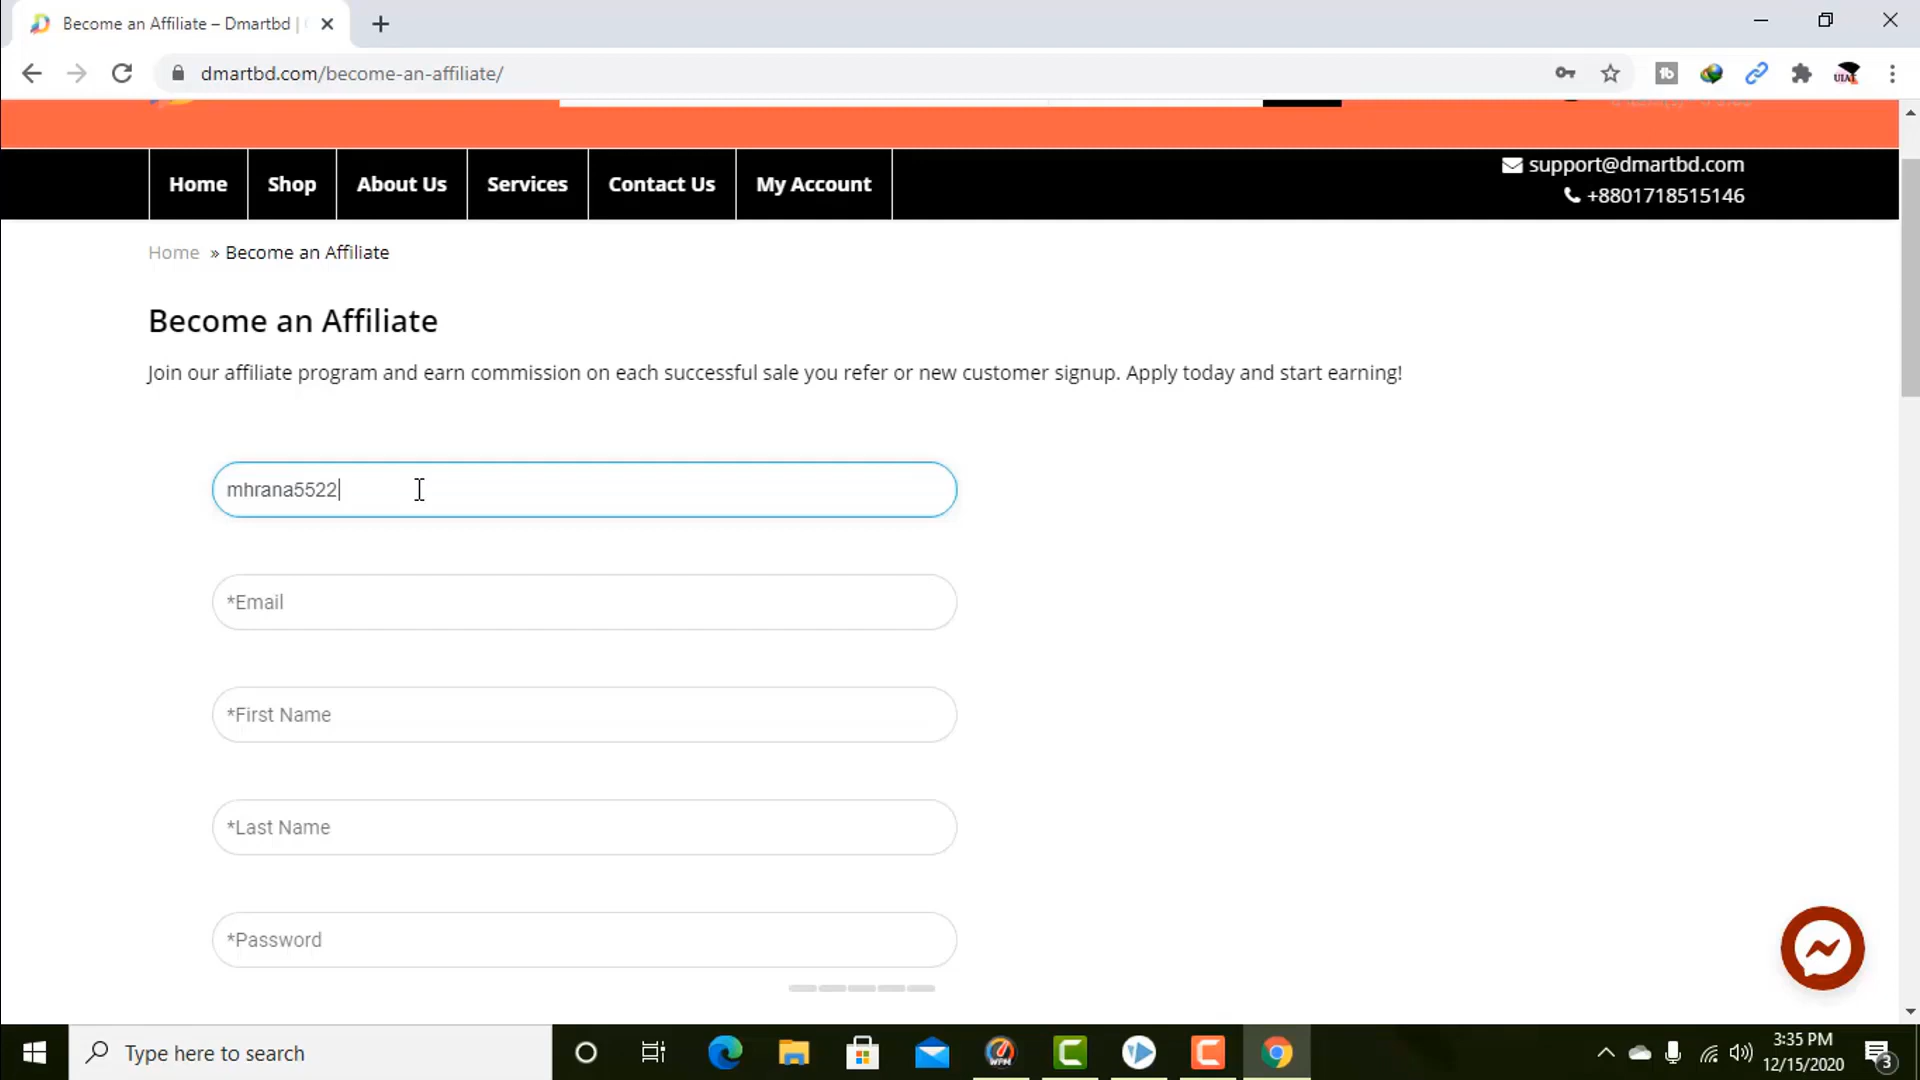 Become an Affiliate – Dmartbd |
dmartbd.com/become-an-affiliate/
UIAT
Home Shop About Us Services Contact Us My Account
support@dmartbd.com
+8801718515146
Home » Become an Affiliate
Become an Affiliate
Join our affiliate program and earn commission on each successful sale you refer or new customer signup. Apply today and start earning!
mhrana5522
*Email
*First Name
*Last Name
*Password
Type here to search
3:35 PM
12/15/2020
3